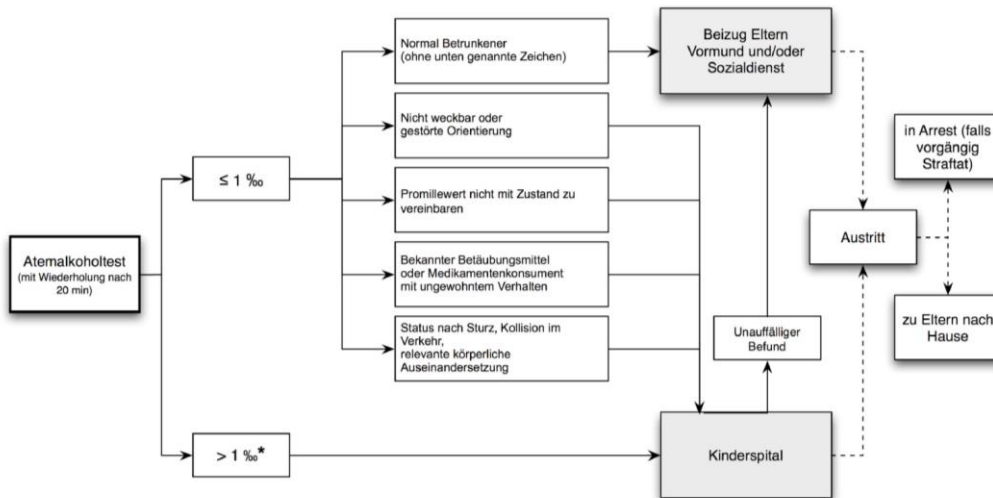 Atemalkoholtest
(mit Wiederholung nach
20 min)
≤ 1 ‰
> 1 ‰*
Normal Betrunkener
(ohne unten genannte Zeichen)
Nicht weckbar oder
gestörte Orientierung
Promillewert nicht mit Zustand zu
vereinbaren
Bekannter Betäubungsmittel
oder Medikamentenkonsument
mit ungewohntem Verhalten
Status nach Sturz, Kollision im
Verkehr,
relevante körperliche
Auseinandersetzung
Beizug Eltern
Vormund und/oder
Sozialdienst
Unauffälliger
Befund
Kinderspital
Austritt
in Arrest (falls
vorgängig
Straftat)
zu Eltern nach
Hause